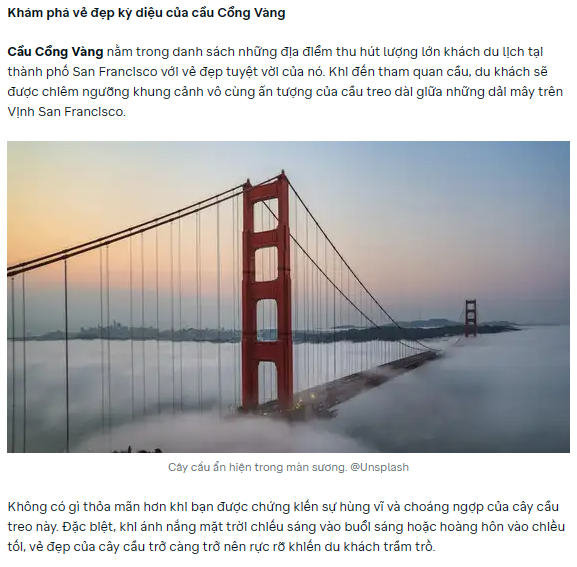 Khám phá vẻ đẹp kỳ diệu của cầu Cổng Vàng
Cầu Cổng Vàng nằm trong danh sách những địa điểm thu hút lượng lớn khách du lịch tại
thành phố San Francisco với vẻ đẹp tuyệt vời của nó. Khi đến tham quan cầu, du khách sẽ
được chiêm ngưỡng khung cảnh vô cùng ấn tượng của cầu treo dài giữa những dải mây trên
Vịnh San Francisco.
Cây cầu ẩn hiện trong màn sương. @Unsplash
Không có gì thỏa mãn hơn khi bạn được chứng kiến sự hùng vĩ và choáng ngợp của cây cầu
treo này. Đặc biệt, khi ánh nắng mặt trời chiếu sáng vào buổi sáng hoặc hoàng hôn vào chiều
tối, vẻ đẹp của cây cầu trở càng trở nên rực rỡ khiến du khách trầm trồ.